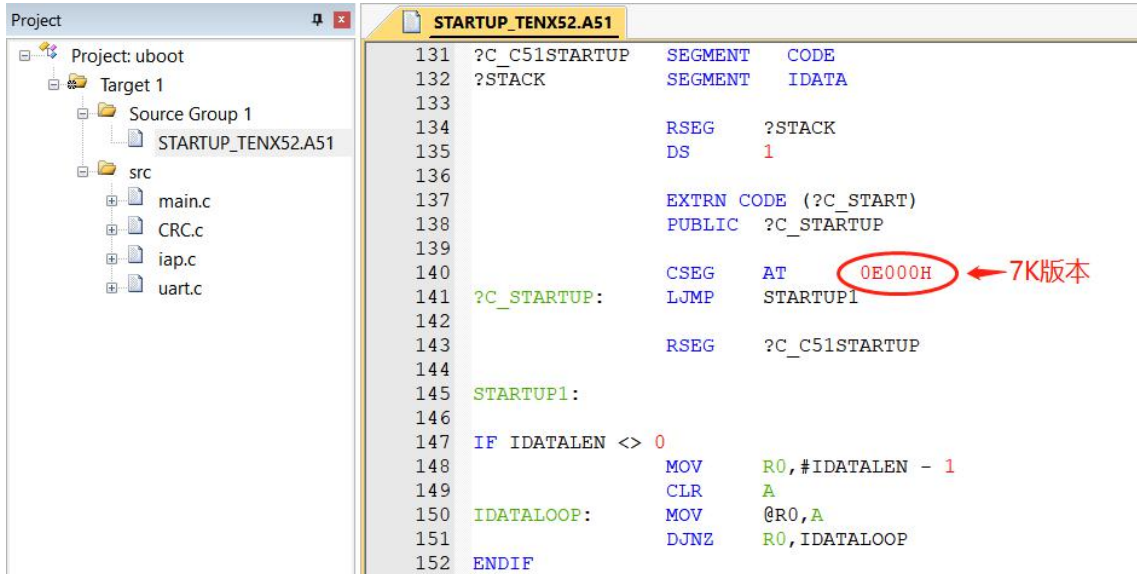 Project
Project: uboot
Target 1
Source Group 1
STARTUP_TENX52.A51
src
main.c
CRC.c
iap.c
uart.c
STARTUP_TENX52.A51
131 ?C_C51STARTUP SEGMENT CODE
132 ?STACK SEGMENT IDATA
133
134 RSEG ?STACK
135 DS 1
136
137 EXTRN CODE (?C_START)
138 PUBLIC ?C_STARTUP
139
140 CSEG AT 0E000H 7K版本
141 ?C_STARTUP: LJMP STARTUP1
142
143 RSEG ?C_C51STARTUP
144
145 STARTUP1:
146
147 IF IDATALEN <> 0
148 MOV R0,#IDATALEN - 1
149 CLR A
150 IDATALOOP: MOV @R0,A
151 DJNZ R0,IDATALOOP
152 ENDIF